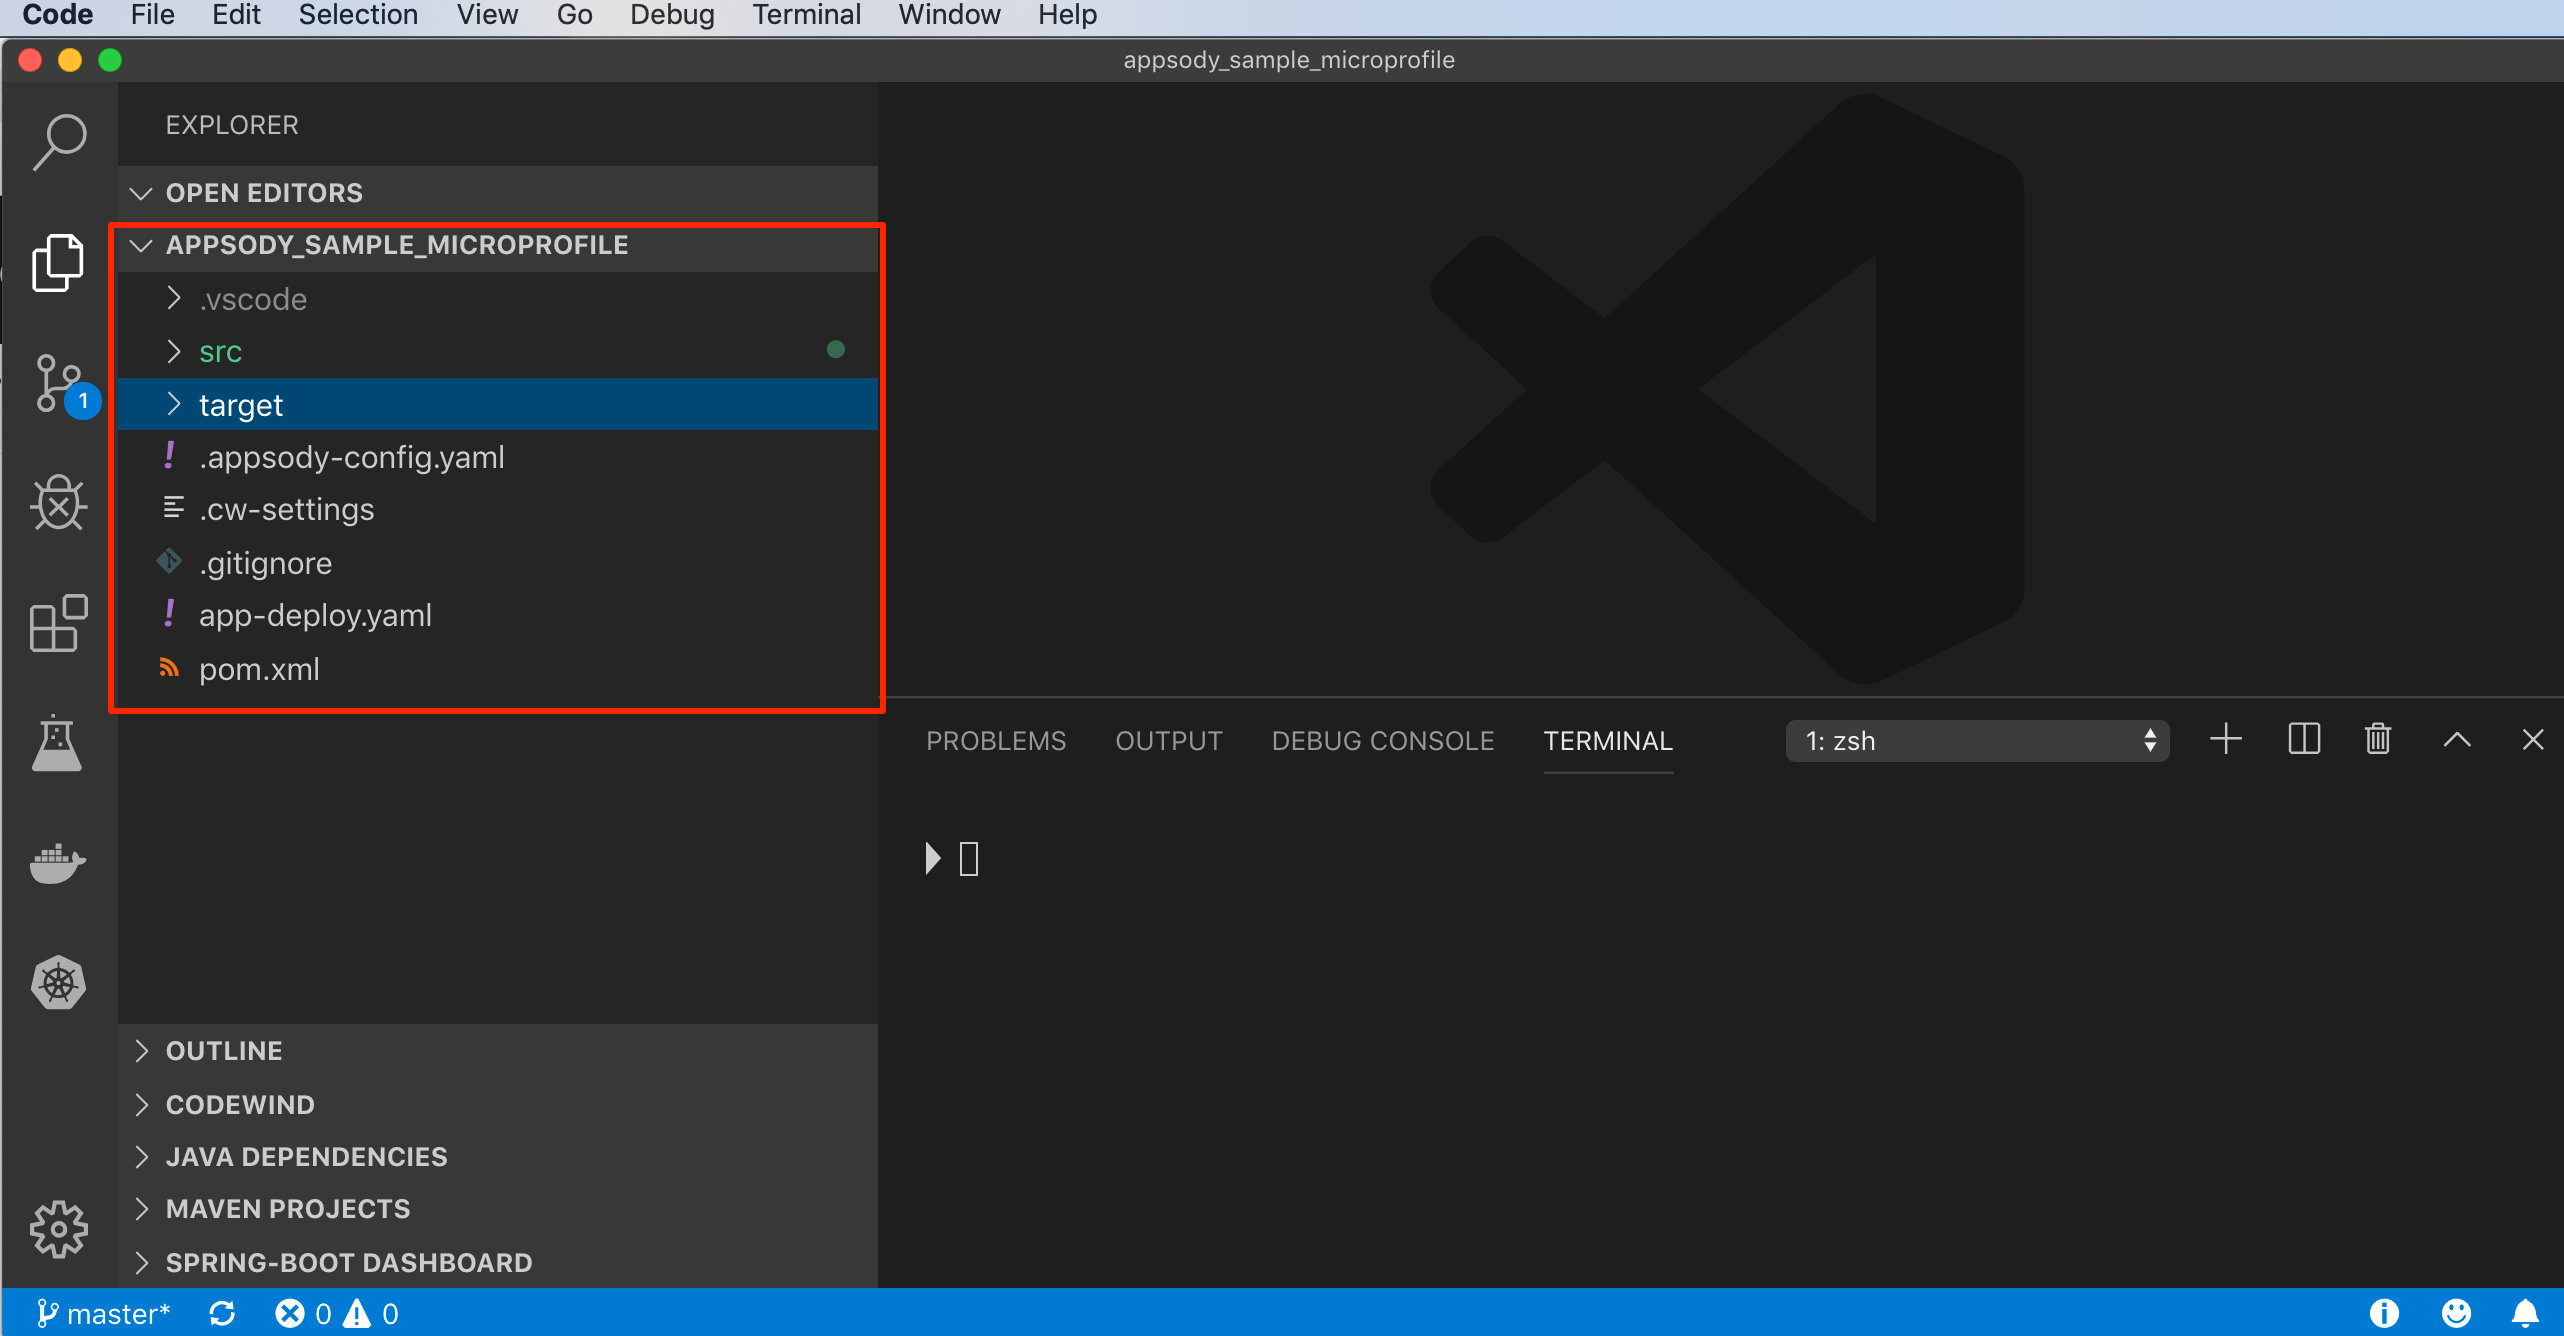 Code File Edit Selection View Go Debug Terminal Window Help
appsody_sample_microprofile
EXPLORER
OPEN EDITORS
APPSODY_SAMPLE_MICROPROFILE
.vscode
src
1
target
.appsody-config.yaml
.cw-settings
.gitignore
app-deploy.yaml
pom.xml
PROBLEMS OUTPUT DEBUG CONSOLE TERMINAL 1: zsh
OUTLINE
CODEWIND
JAVA DEPENDENCIES
MAVEN PROJECTS
SPRING-BOOT DASHBOARD
master* 0 0